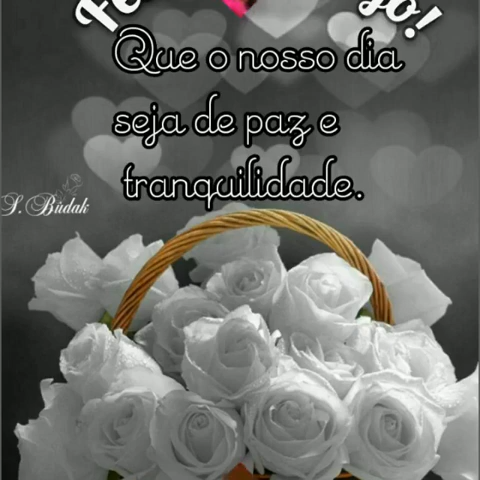 Que o nosso dia
seja de paz e
tranquilidade.
S. Büdak